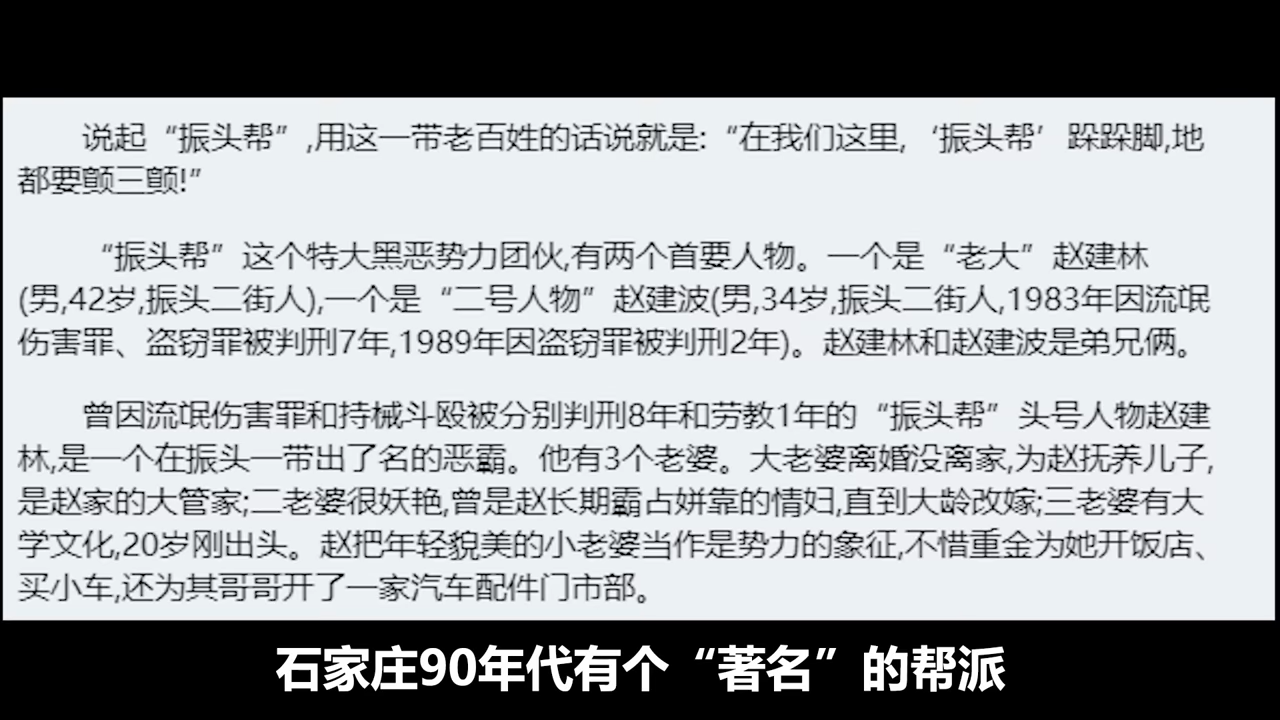 说起“振头帮”,用这一带老百姓的话说就是:“在我们这里,‘振头帮’跺跺脚,地
都要颤三颤!”
“振头帮”这个特大黑恶势力团伙,有两个首要人物。一个是“老大”赵建林
(男,42岁,振头二街人),一个是“二号人物”赵建波(男,34岁,振头二街人,1983年因流氓
伤害罪、盗窃罪被判刑7年,1989年因盗窃罪被判刑2年)。赵建林和赵建波是弟兄俩。
曾因流氓伤害罪和持械斗殴被分别判刑8年和劳教1年的“振头帮”头号人物赵建
林,是一个在振头一带出了名的恶霸。他有3个老婆。大老婆离婚没离家,为赵抚养儿子,
是赵家的大管家;二老婆很妖艳,曾是赵长期霸占姘靠的情妇,直到大龄改嫁;三老婆有大
学文化,20岁刚出头。赵把年轻貌美的小老婆当作是势力的象征,不惜重金为她开饭店、
买小车,还为其哥哥开了一家汽车配件门市部。
石家庄90年代有个“著名”的帮派